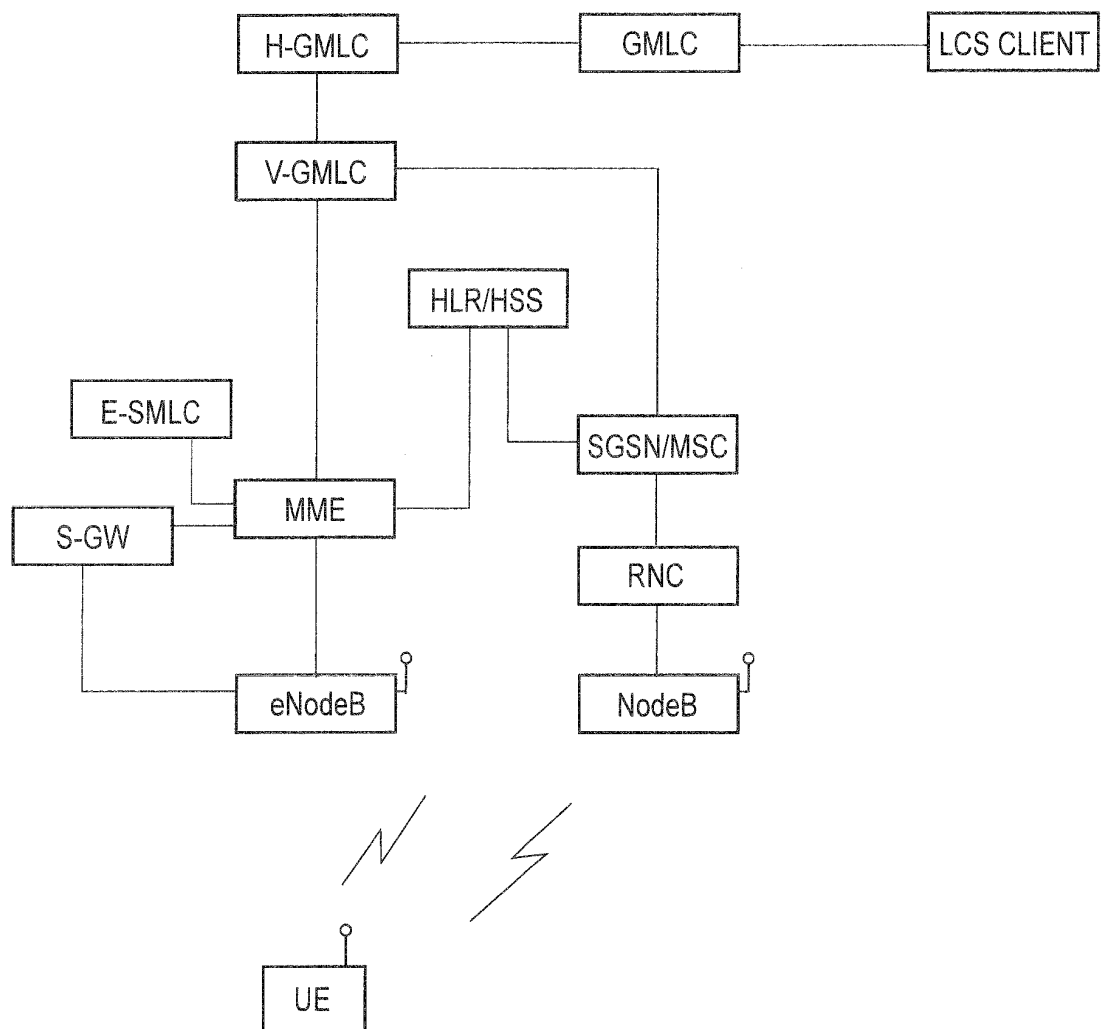 H-GMLC
GMLC
LCS CLIENT
V-GMLC
HLR/HSS
E-SMLC
SGSN/MSC
MME
S-GW
RNC
eNodeB
NodeB
UE